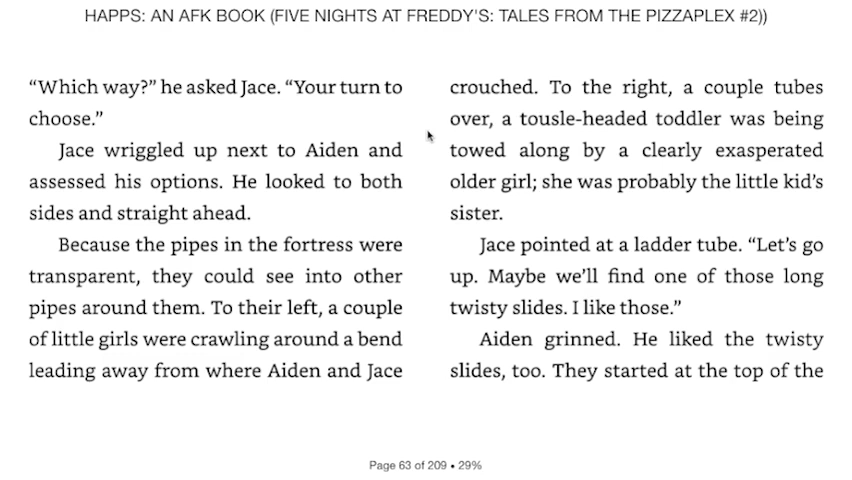 HAPPS: AN AFK BOOK (FIVE NIGHTS AT FREDDY'S: TALES FROM THE PIZZAPLEX #2))
“Which way?” he asked Jace. “Your turn to
choose.”
Jace wriggled up next to Aiden and
assessed his options. He looked to both
sides and straight ahead.
Because the pipes in the fortress were
transparent, they could see into other
pipes around them. To their left, a couple
of little girls were crawling around a bend
leading away from where Aiden and Jace
crouched. To the right, a couple tubes
over, a tousle-headed toddler was being
towed along by a clearly exasperated
older girl; she was probably the little kid’s
sister.
Jace pointed at a ladder tube. “Let’s go
up. Maybe we’ll find one of those long
twisty slides. I like those.”
Aiden grinned. He liked the twisty
slides, too. They started at the top of the
Page 63 of 209 • 29%